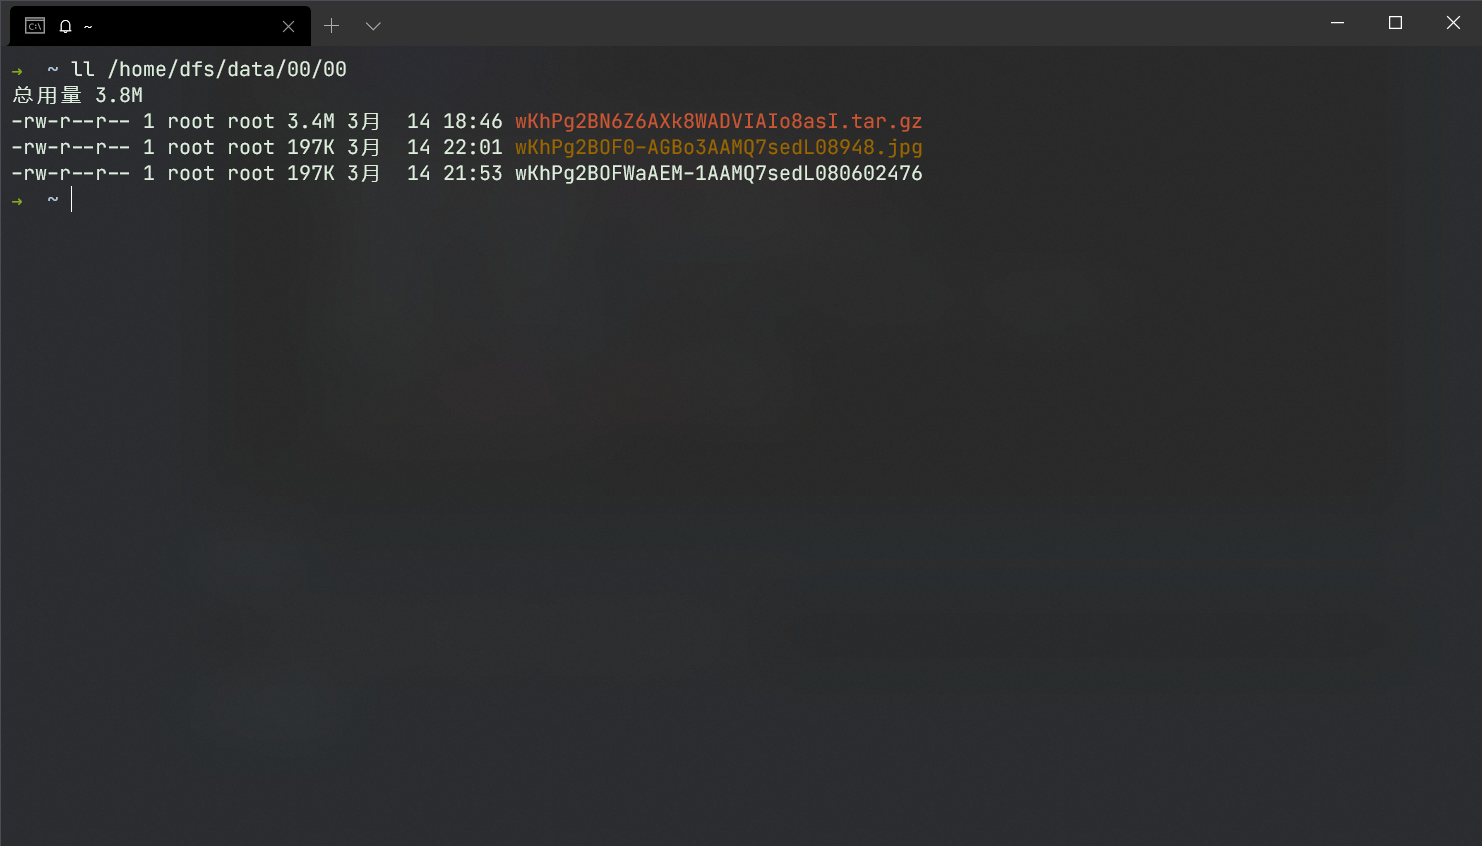 ~
→ ~ ll /home/dfs/data/00/00
总用量 3.8M
-rw-r--r-- 1 root root 3.4M 3月  14 18:46 wKhPg2BN6Z6AXk8WADVIAIo8asI.tar.gz
-rw-r--r-- 1 root root 197K 3月  14 22:01 wKhPg2BOF0-AGBo3AAMQ7sedL08948.jpg
-rw-r--r-- 1 root root 197K 3月  14 21:53 wKhPg2BOFWaAEM-1AAMQ7sedL080602476
→ ~